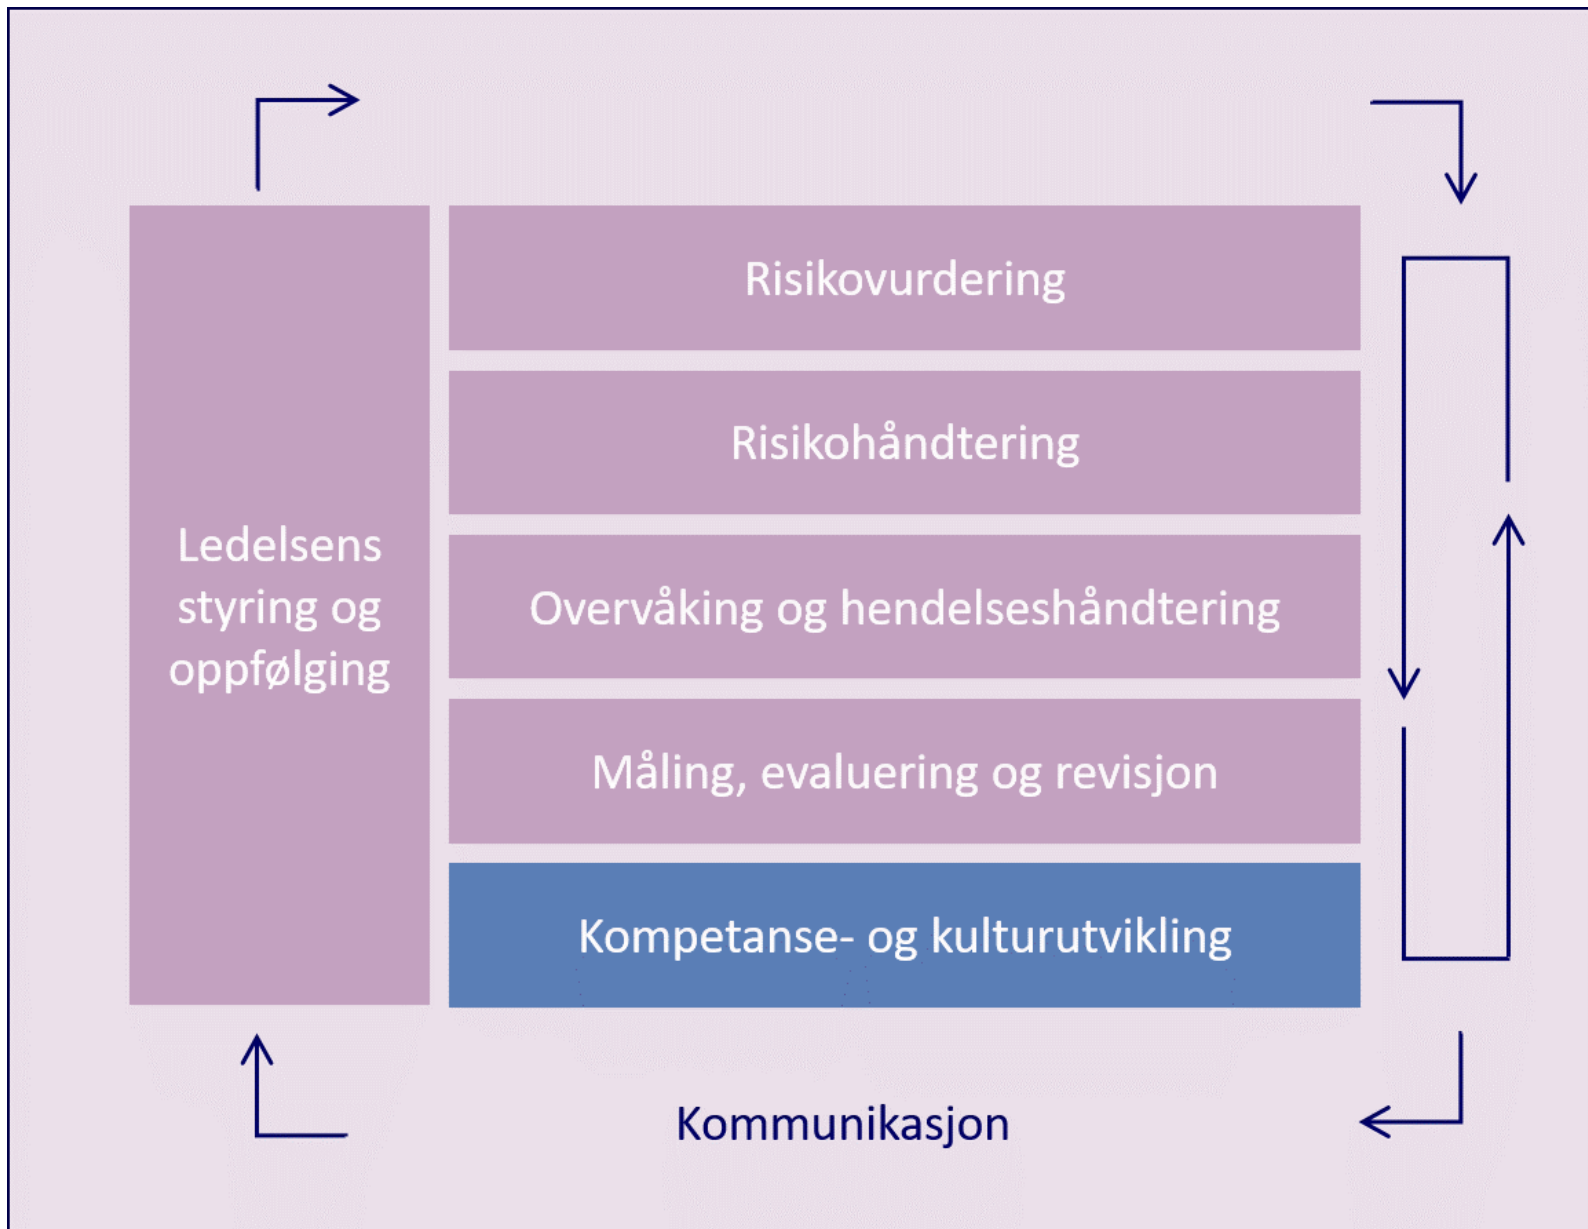 Ledelsens
styring og
oppfølging
Risikovurdering
Risikohåndtering
Overvåking og hendelseshåndtering
Måling, evaluering og revisjon
Kompetanse- og kulturutvikling
Kommunikasjon